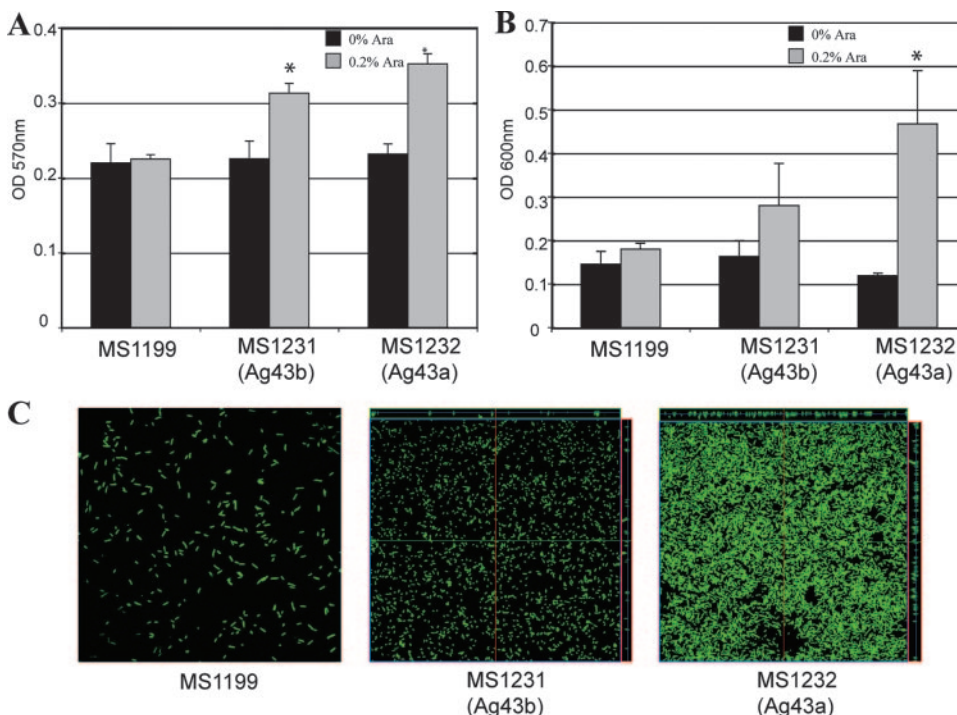 A
0% Ara
0.2% Ara
0.4
0.3
0.2
0.1
0
OD 570nm
*
*
MS1199
MS1231
(Ag43b)
MS1232
(Ag43a)
B
0% Ara
0.2% Ara
0.7
0.6
0.5
0.4
0.3
0.2
0.1
0
OD 600nm
*
MS1199
MS1231
(Ag43b)
MS1232
(Ag43a)
C
MS1199
MS1231
(Ag43b)
MS1232
(Ag43a)